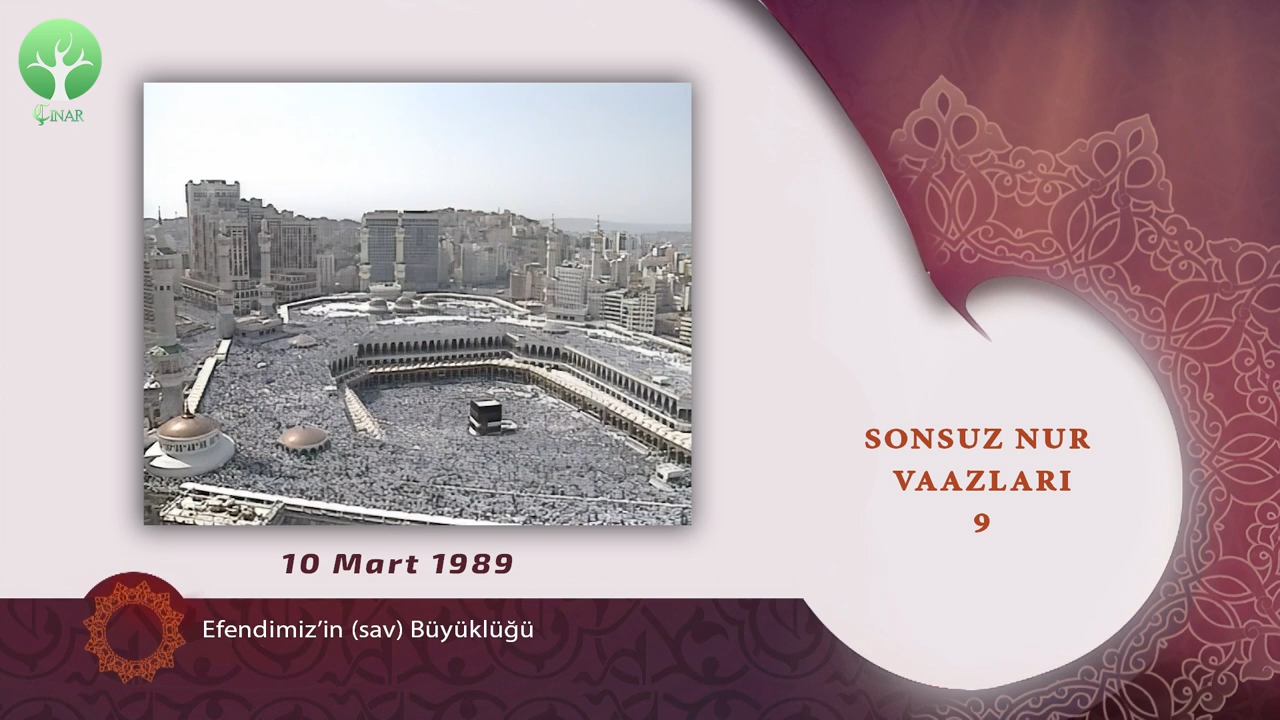 ÇINAR
10 Mart 1989
Efendimiz’in (sav) Büyüklüğü
SONSUZ NUR
VAAZLARI
9